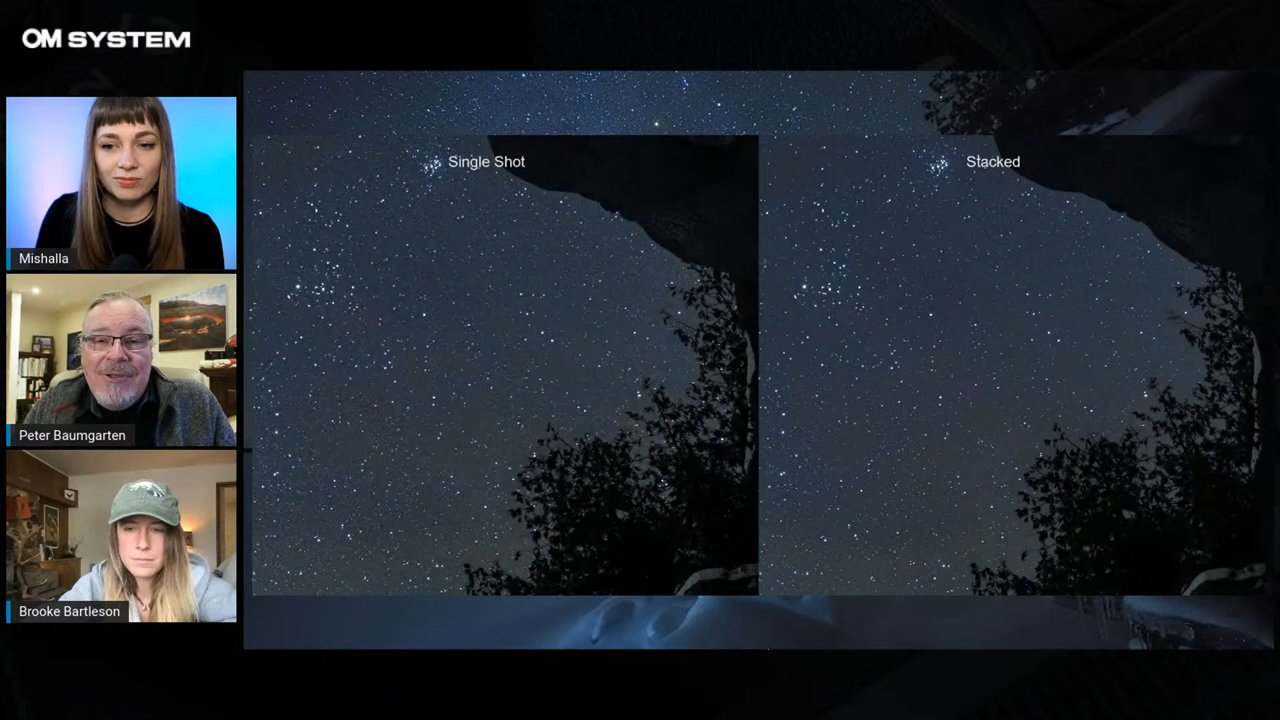 OM SYSTEM
Mishalla
Peter Baumgarten
Brooke Bartleson
Single Shot
Stacked